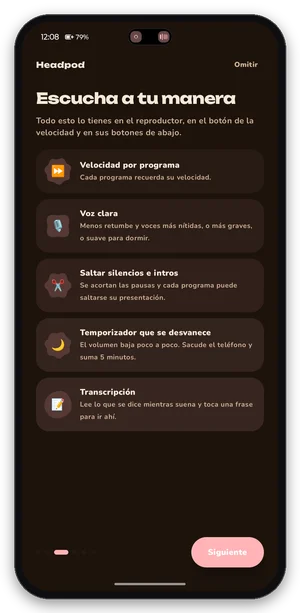 12:08 79%
Headpod
Omitir
Escucha a tu manera
Todo esto lo tienes en el reproductor, en el botón de la
velocidad y en sus botones de abajo.
Velocidad por programa
Cada programa recuerda su velocidad.
Voz clara
Menos retumbe y voces más nítidas, o más graves,
o suave para dormir.
Saltar silencios e intros
Se acortan las pausas y cada programa puede
saltarse su presentación.
Temporizador que se desvanece
El volumen baja poco a poco. Sacude el teléfono y
suma 5 minutos.
Transcripción
Lee lo que se dice mientras suena y toca una frase
para ir ahí.
Siguiente